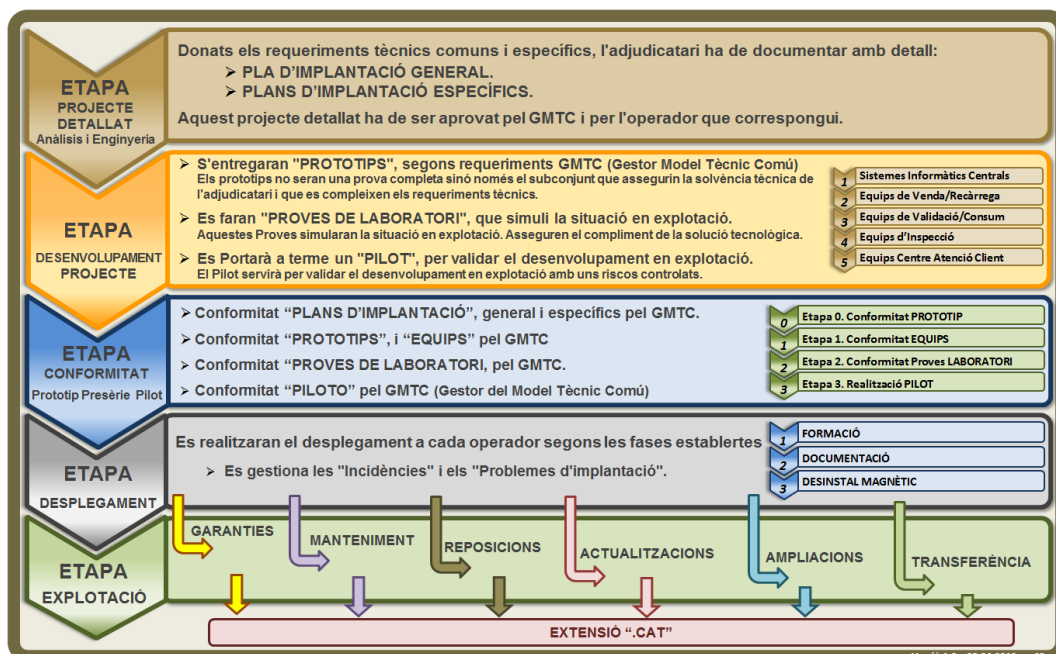 ETAPA
PROJECTE
DETALLAT
Anàlisis i Enginyeria
Donats els requeriments tècnics comuns i específics, l'adjudicatari ha de documentar amb detall:
➢ PLA D'IMPLANTACIÓ GENERAL.
➢ PLANS D'IMPLANTACIÓ ESPECÍFICS.
Aquest projecte detallat ha de ser aprovat pel GMTC i per l'operador que correspongui.
ETAPA
DESENVOLUPAMENT
PROJECTE
➢ S'entregaran "PROTOTIPS", segons requeriments GMTC (Gestor Model Tècnic Comú)
Els prototips no seran una prova completa sinó només el subconjunt que assegurin la solvència tècnica de
l'adjudicatari i que es compleixen els requeriments tècnics.
➢ Es faran "PROVES DE LABORATORI", que simuli la situació en explotació.
Aquestes Proves simularan la situació en explotació. Asseguren el compliment de la solució tecnològica.
➢ Es Portarà a terme un "PILOT", per validar el desenvolupament en explotació.
El Pilot servirà per validar el desenvolupament en explotació amb uns riscos controlats.
1 Sistemes Informàtics Centrals
2 Equips de Venda/Recàrrega
3 Equips de Validació/Consum
4 Equips d'Inspecció
5 Equips Centre Atenció Client
ETAPA
CONFORMITAT
Prototip Presèrie Pilot
➢ Conformitat "PLANS D'IMPLANTACIÓ", general i específics pel GMTC.
➢ Conformitat "PROTOTIPS", i "EQUIPS" pel GMTC
➢ Conformitat "PROVES DE LABORATORI, pel GMTC.
➢ Conformitat "PILOTO" pel GMTC (Gestor del Model Tècnic Comú)
0 Etapa 0. Conformitat PROTOTIP
1 Etapa 1. Conformitat EQUIPS
2 Etapa 2. Conformitat Proves LABORATORI
3 Etapa 3. Realització PILOT
ETAPA
DESPLEGAMENT
Es realitzaran el desplegament a cada operador segons les fases establertes
➢ Es gestiona les "Incidències" i els "Problemes d'implantació".
1 FORMACIÓ
2 DOCUMENTACIÓ
3 DESINSTAL MAGNÈTIC
ETAPA
EXPLOTACIÓ
GARANTIES
MANTENIMENT
REPOSICIONS
ACTUALITZACIONS
AMPLIACIONS
TRANSFERÈNCIA
EXTENSIÓ ".CAT"